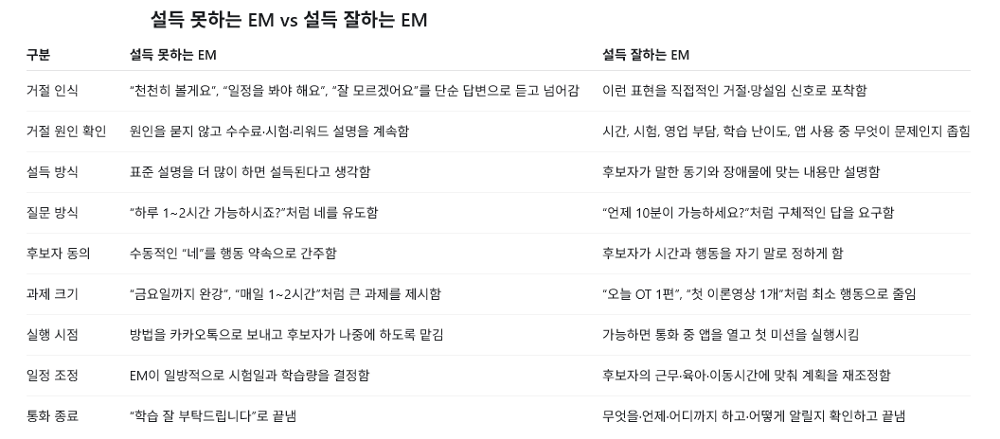 설득 못하는 EM vs 설득 잘하는 EM
구분 설득 못하는 EM 설득 잘하는 EM
거절 인식 “천천히 볼게요”, “일정을 봐야 해요”, “잘 모르겠어요”를 단순 답변으로 듣고 넘어감 이런 표현을 직접적인 거절·망설임 신호로 포착함
거절 원인 확인 원인을 묻지 않고 수수료·시험·리워드 설명을 계속함 시간, 시험, 영업 부담, 학습 난이도, 앱 사용 중 무엇이 문제인지 좁힘
설득 방식 표준 설명을 더 많이 하면 설득된다고 생각함 후보자가 말한 동기와 장애물에 맞는 내용만 설명함
질문 방식 “하루 1~2시간 가능하시죠?”처럼 네를 유도함 “언제 10분이 가능하세요?”처럼 구체적인 답을 요구함
후보자 동의 수동적인 “네”를 행동 약속으로 간주함 후보자가 시간과 행동을 자기 말로 정하게 함
과제 크기 “금요일까지 완강”, “매일 1~2시간”처럼 큰 과제를 제시함 “오늘 OT 1편”, “첫 이론영상 1개”처럼 최소 행동으로 줄임
실행 시점 방법을 카카오톡으로 보내고 후보자가 나중에 하도록 맡김 가능하면 통화 중 앱을 열고 첫 미션을 실행시킴
일정 조정 EM이 일방적으로 시험일과 학습량을 결정함 후보자의 근무·육아·이동시간에 맞춰 계획을 재조정함
통화 종료 “학습 잘 부탁드립니다”로 끝냄 무엇을·언제·어디까지 하고·어떻게 알릴지 확인하고 끝냄